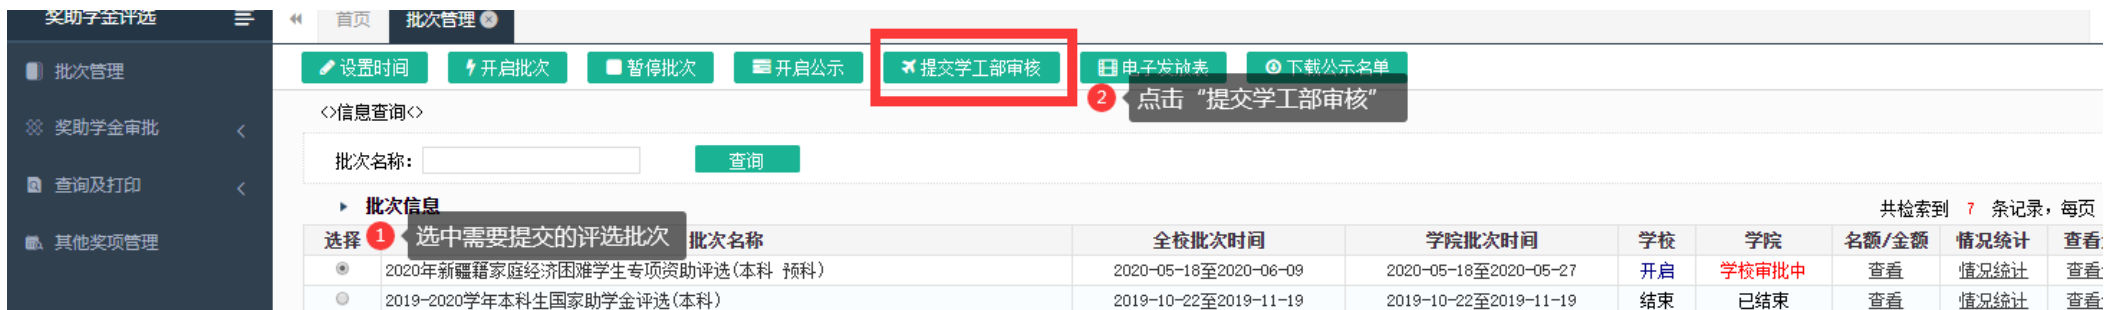 奖助学金评选
首页 批次管理
批次管理
设置时间 开启批次 暂停批次 开启公示 提交学工部审核 电子发放表 下载公示名单
2 点击“提交学工部审核”
<>信息查询<>
奖助学金审批
批次名称: 查询
查询及打印
批次信息
共检索到 7 条记录，每页
其他奖项管理
1 选中需要提交的评选批次
选择 批次名称 全校批次时间 学院批次时间 学校 学院 名额/金额 情况统计 查看
2020年新疆籍家庭经济困难学生专项资助评选(本科 预科) 2020-05-18至2020-06-09 2020-05-18至2020-05-27 开启 学校审批中 查看 情况统计 查看
2019-2020学年本科生国家助学金评选(本科) 2019-10-22至2019-11-19 2019-10-22至2019-11-19 结束 已结束 查看 情况统计 查看